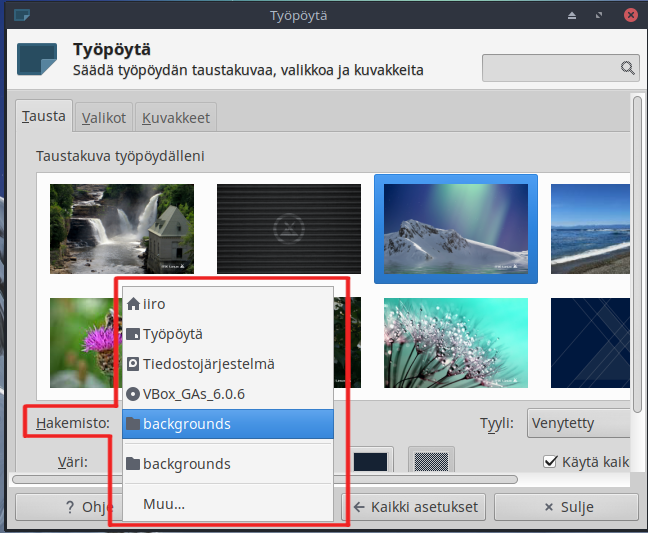 Työpöytä
Työpöytä
Säädä työpöydän taustakuvaa, valikkoa ja kuvakkeita
Tausta
Valikot
Kuvakkeet
Taustakuva työpöydälleni
iiro
Työpöytä
Tiedostojärjestelmä
VBox_GAs_6.0.6
Hakemisto:
backgrounds
Tyyli:
Venytetty
Väri:
backgrounds
Käytä kaik
Muu...
? Ohje
Kaikki asetukset
Sulje